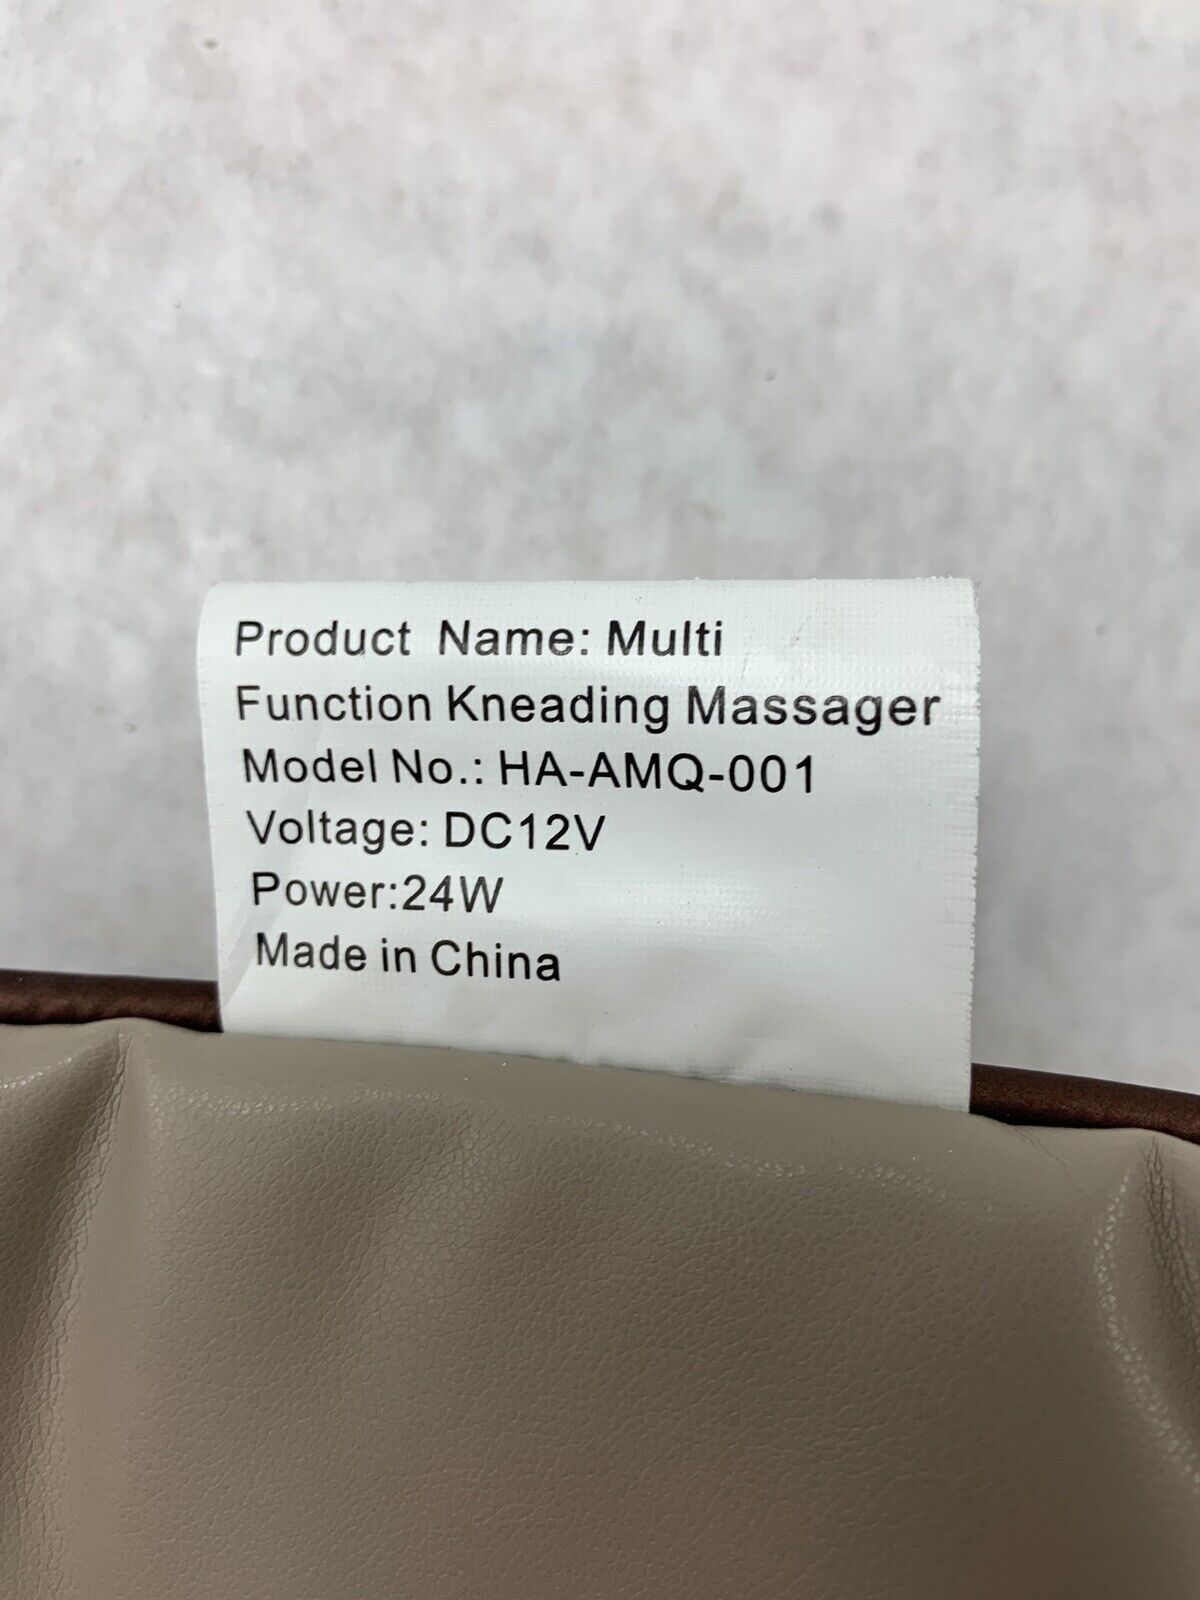 Product Name: Multi
Function Kneading Massager
Model No.: HA-AMQ-001
Voltage: DC12V
Power:24W
Made in China